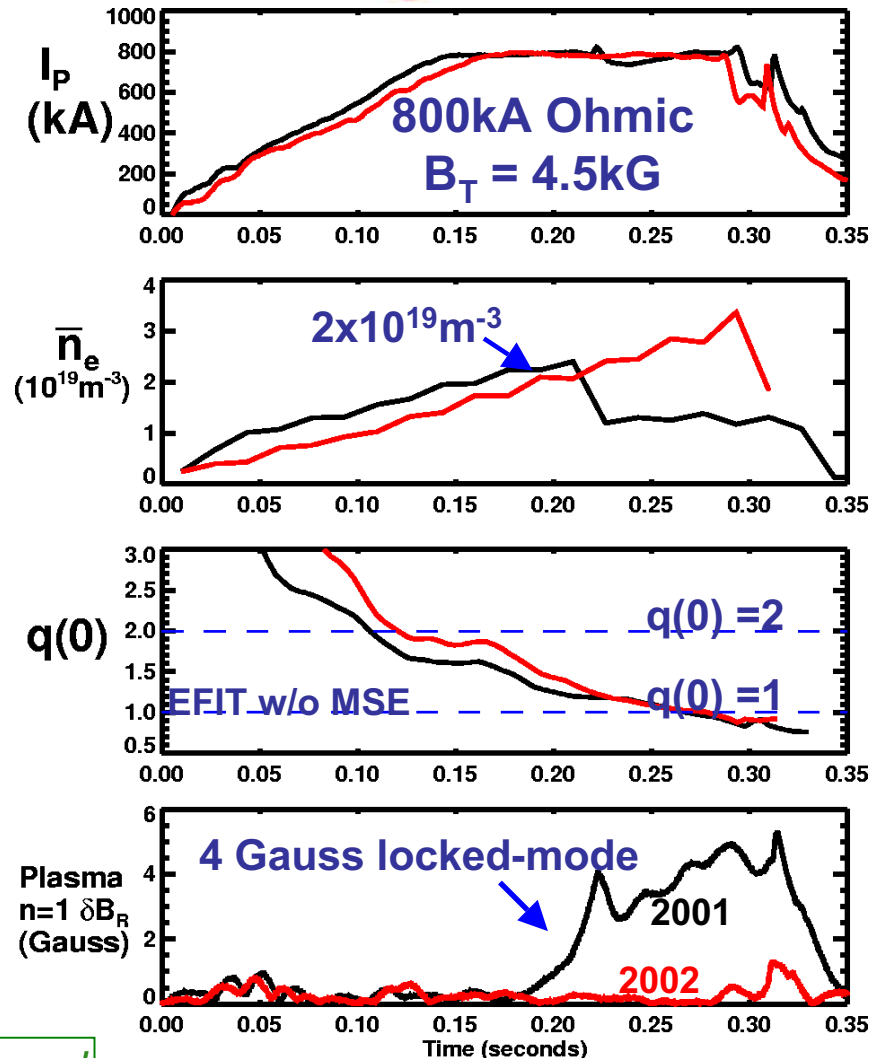 1000
800
600
400
200
0
I_P
(kA)
800kA Ohmic
B_T = 4.5kG
0.00 0.05 0.10 0.15 0.20 0.25 0.30 0.35
4
3
2
1
0
n̅_e
(10¹⁹m⁻³)
2x10¹⁹m⁻³
0.00 0.05 0.10 0.15 0.20 0.25 0.30 0.35
3.0
2.5
2.0
1.5
1.0
0.5
q(0)
q(0) =2
q(0) =1
EFIT w/o MSE
0.00 0.05 0.10 0.15 0.20 0.25 0.30 0.35
6
4
2
0
Plasma
n=1 δB_R
(Gauss)
4 Gauss locked-mode
2001
2002
0.00 0.05 0.10 0.15 0.20 0.25 0.30 0.35
Time (seconds)